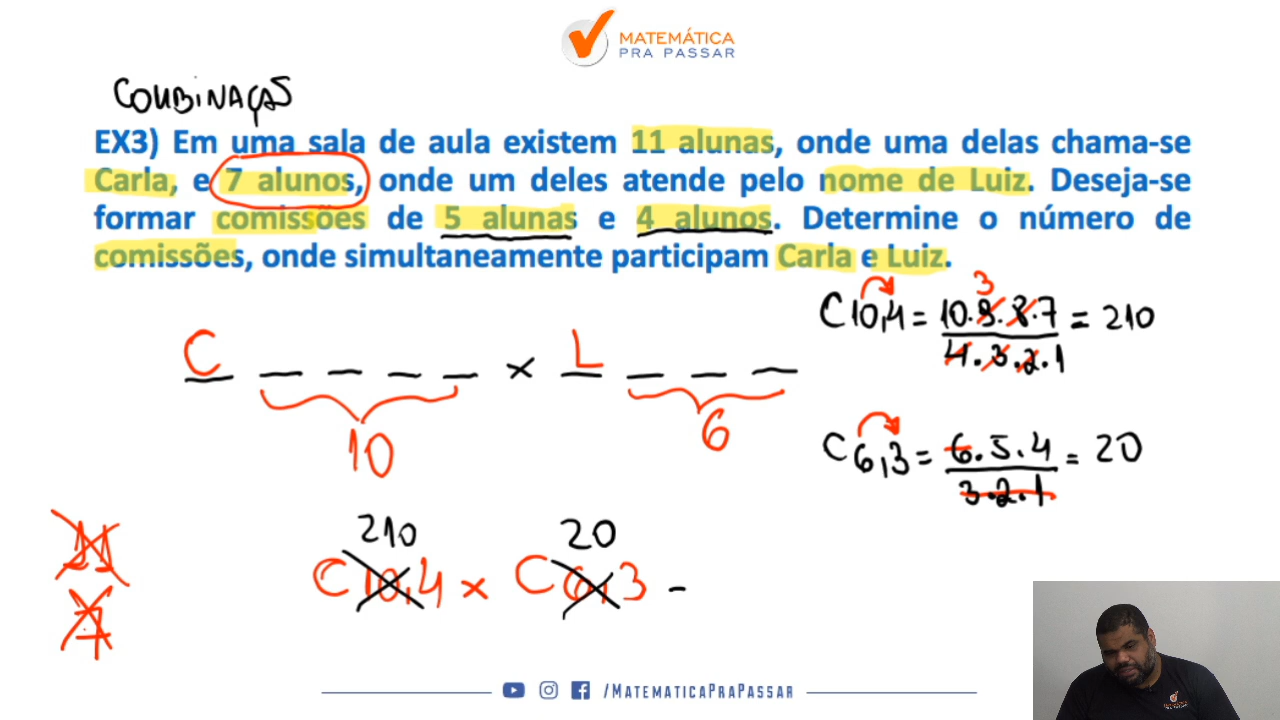 MATEMÁTICA
PRA PASSAR
COMBINAÇAS
EX3) Em uma sala de aula existem 11 alunas, onde uma delas chama-se
Carla, e 7 alunos, onde um deles atende pelo nome de Luiz. Deseja-se
formar comissões de 5 alunas e 4 alunos. Determine o número de
comissões, onde simultaneamente participam Carla e Luiz.
3
C10,4 = 10.9.8.7 = 210
4.3.2.1
C _ _ _ _ × L _ _ _
10 6
C6,3 = 6.5.4 = 20
3.2.1
11
7
210 20
C10,4 × C6,3 -
/MATEMATICAPRAPASSAR
MATEMÁTICA